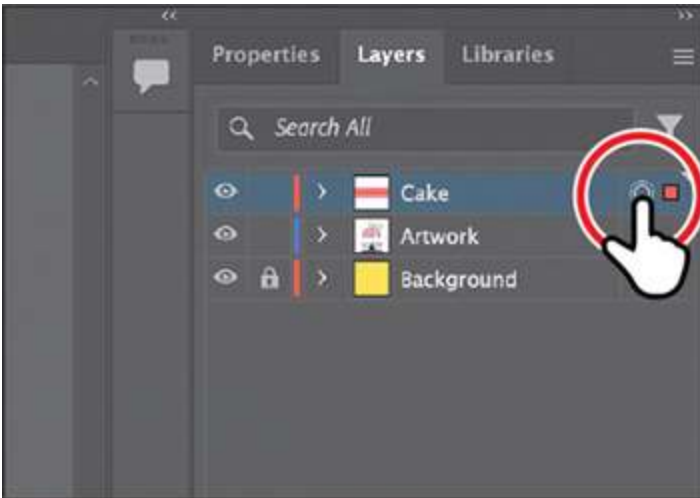 Properties Layers Libraries
Search All
Cake
Artwork
Background